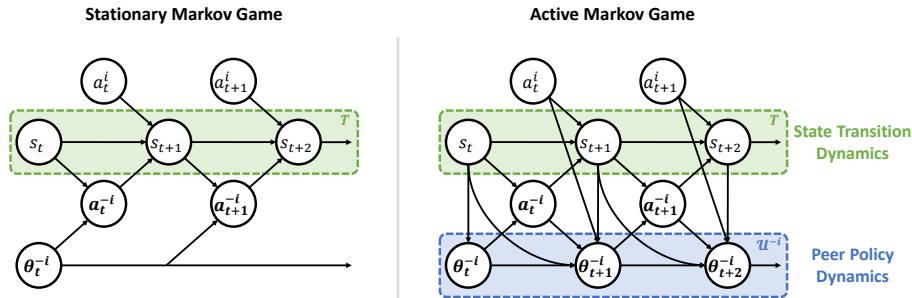 Stationary Markov Game
Active Markov Game
a_t^i
a_{t+1}^i
T
s_t
s_{t+1}
s_{t+2}
a_t^{-i}
a_{t+1}^{-i}
θ_t^{-i}
a_t^i
a_{t+1}^i
T
s_t
s_{t+1}
s_{t+2}
State Transition
Dynamics
a_t^{-i}
a_{t+1}^{-i}
𝒰^{-i}
θ_t^{-i}
θ_{t+1}^{-i}
θ_{t+2}^{-i}
Peer Policy
Dynamics